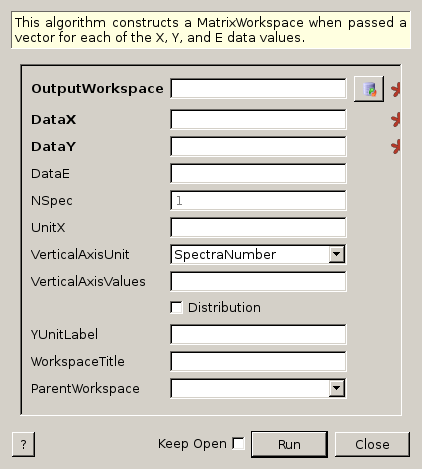 This algorithm constructs a MatrixWorkspace when passed a
vector for each of the X, Y, and E data values.
OutputWorkspace
DataX
DataY
DataE
NSpec 1
UnitX
VerticalAxisUnit SpectraNumber
VerticalAxisValues
Distribution
YUnitLabel
WorkspaceTitle
ParentWorkspace
? Keep Open Run Close